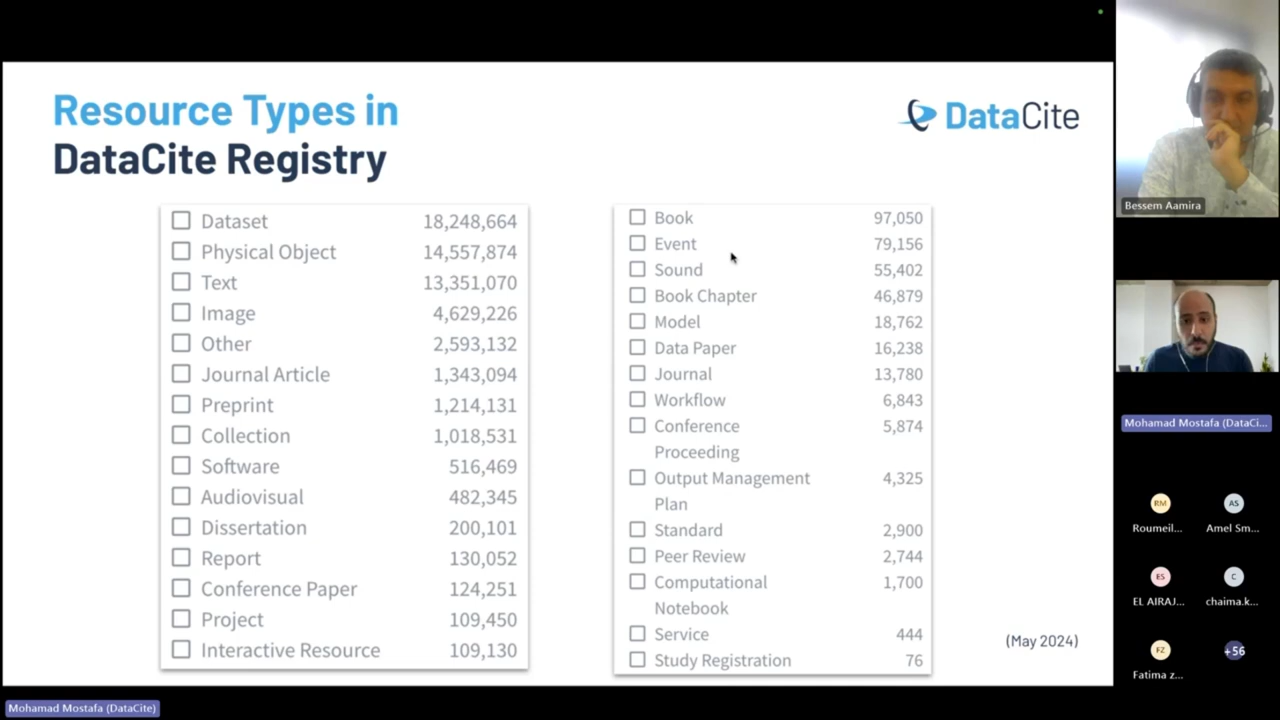 Resource Types in
DataCite Registry
DataCite
Dataset 18,248,664
Physical Object 14,557,874
Text 13,351,070
Image 4,629,226
Other 2,593,132
Journal Article 1,343,094
Preprint 1,214,131
Collection 1,018,531
Software 516,469
Audiovisual 482,345
Dissertation 200,101
Report 130,052
Conference Paper 124,251
Project 109,450
Interactive Resource 109,130
Book 97,050
Event 79,156
Sound 55,402
Book Chapter 46,879
Model 18,762
Data Paper 16,238
Journal 13,780
Workflow 6,843
Conference 5,874
Proceeding
Output Management 4,325
Plan
Standard 2,900
Peer Review 2,744
Computational 1,700
Notebook
Service 444
Study Registration 76
(May 2024)
Bessem Aamira
Mohamad Mostafa (DataCi...
RM
Roumeil...
AS
Amel Sm...
ES
EL AIRAJ...
C
chaima.k...
FZ
Fatima z...
+56
Mohamad Mostafa (DataCite)